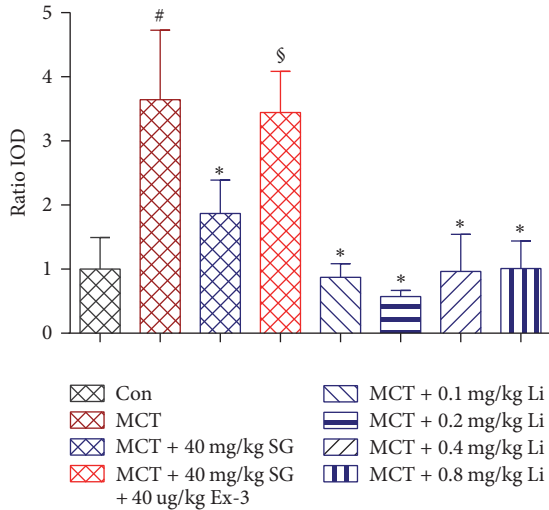 Ratio IOD
5
4
3
2
1
0
#
*
§
*
*
*
*
Con
MCT
MCT + 40 mg/kg SG
MCT + 40 mg/kg SG
+ 40 ug/kg Ex-3
MCT + 0.1 mg/kg Li
MCT + 0.2 mg/kg Li
MCT + 0.4 mg/kg Li
MCT + 0.8 mg/kg Li